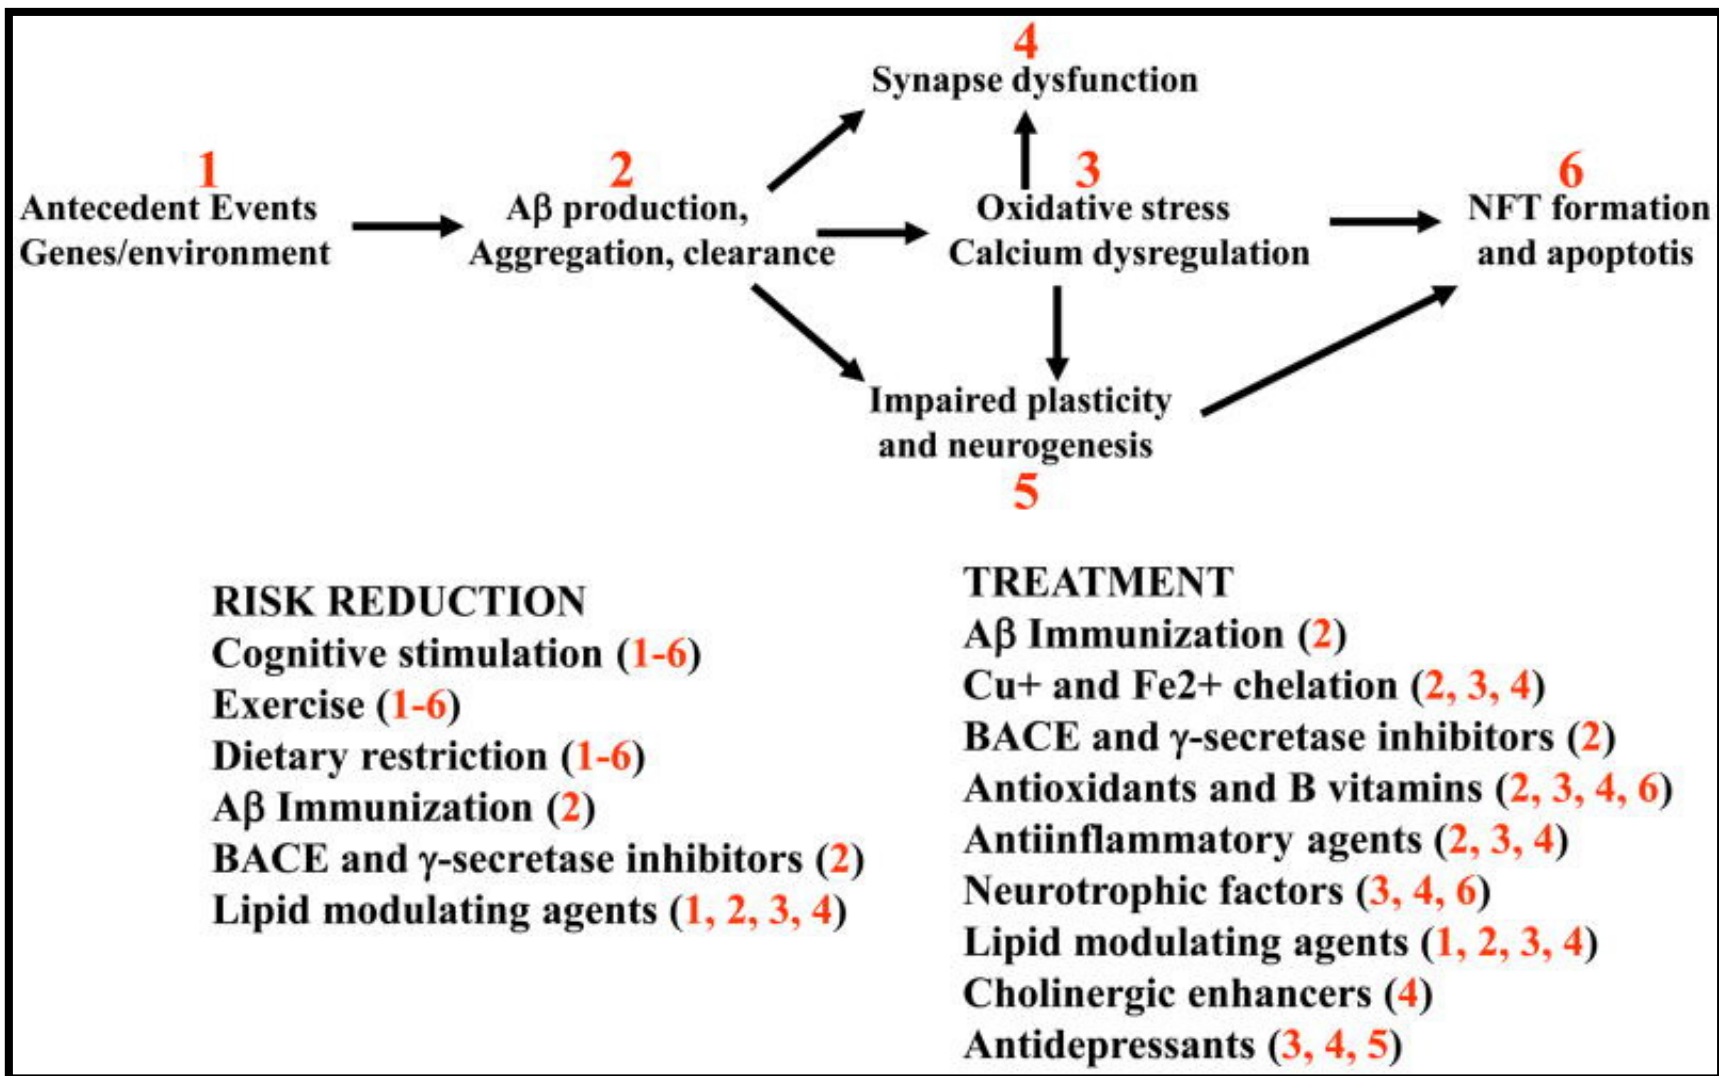 4
Synapse dysfunction
1
Antecedent Events
Genes/environment
2
Aβ production,
Aggregation, clearance
3
Oxidative stress
Calcium dysregulation
6
NFT formation
and apoptotis
Impaired plasticity
and neurogenesis
5
RISK REDUCTION
Cognitive stimulation (1-6)
Exercise (1-6)
Dietary restriction (1-6)
Aβ Immunization (2)
BACE and γ-secretase inhibitors (2)
Lipid modulating agents (1, 2, 3, 4)
TREATMENT
Aβ Immunization (2)
Cu+ and Fe2+ chelation (2, 3, 4)
BACE and γ-secretase inhibitors (2)
Antioxidants and B vitamins (2, 3, 4, 6)
Antiinflammatory agents (2, 3, 4)
Neurotrophic factors (3, 4, 6)
Lipid modulating agents (1, 2, 3, 4)
Cholinergic enhancers (4)
Antidepressants (3, 4, 5)